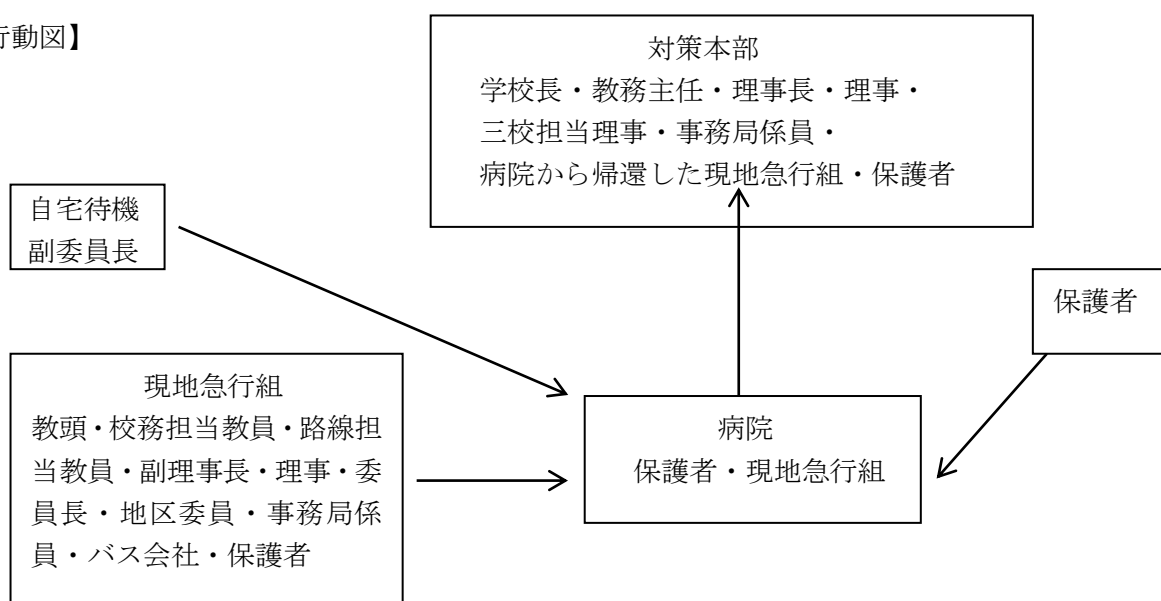 行動図】
対策本部
学校長・教務主任・理事長・理事・
三校担当理事・事務局係員・
病院から帰還した現地急行組・保護者
自宅待機
副委員長
保護者
現地急行組
教頭・校務担当教員・路線担
当教員・副理事長・理事・委
員長・地区委員・事務局係
員・バス会社・保護者
病院
保護者・現地急行組